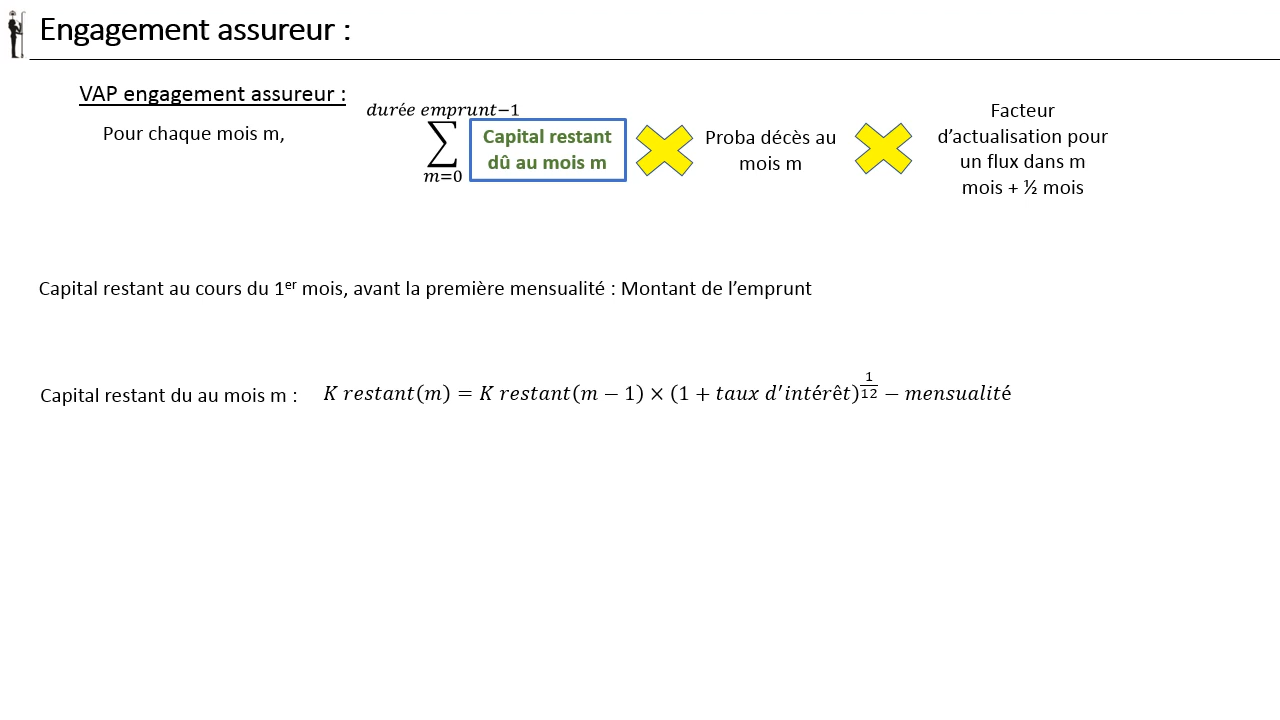 Engagement assureur :
VAP engagement assureur :
Pour chaque mois m,
durée emprunt−1
∑
m=0
Capital restant
dû au mois m
Proba décès au
mois m
Facteur
d’actualisation pour
un flux dans m
mois + ½ mois
Capital restant au cours du 1er mois, avant la première mensualité : Montant de l’emprunt
Capital restant du au mois m : K restant(m) = K restant(m − 1) × (1 + taux d′intérêt)^(1/12) − mensualité